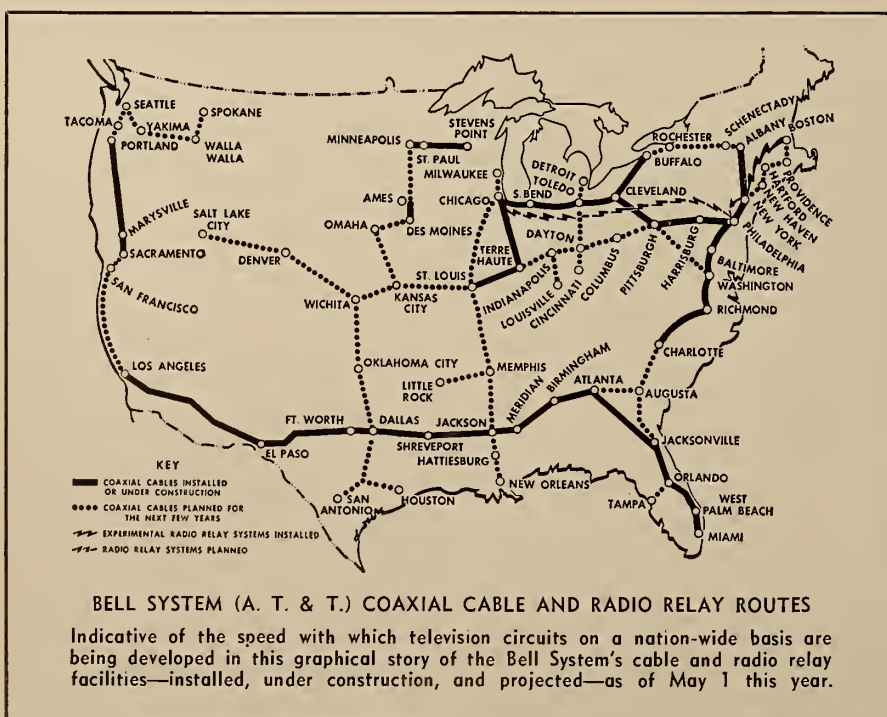 SEATTLE
SPOKANE
TACOMA
YAKIMA
PORTLAND
WALLA
WALLA
MINNEAPOLIS
STEVENS
POINT
ST. PAUL
MILWAUKEE
DETROIT
TOLEDO
ROCHESTER
BUFFALO
SCHENECTADY
ALBANY
BOSTON
PROVIDENCE
HARTFORD
NEW HAVEN
NEW YORK
PHILADELPHIA
MARYSVILLE
SALT LAKE
CITY
SACRAMENTO
DENVER
AMES
OMAHA
DES MOINES
CHICAGO
S. BEND
CLEVELAND
TERRE
HAUTE
DAYTON
INDIANAPOLIS
LOUISVILLE
CINCINNATI
COLUMBUS
PITTSBURGH
HARRISBURG
BALTIMORE
WASHINGTON
RICHMOND
SAN FRANCISCO
WICHITA
KANSAS
CITY
ST. LOUIS
CHARLOTTE
LOS ANGELES
OKLAHOMA CITY
LITTLE
ROCK
MEMPHIS
MERIDIAN
BIRMINGHAM
ATLANTA
AUGUSTA
FT. WORTH
DALLAS
JACKSON
EL PASO
SHREVEPORT
HATTIESBURG
JACKSONVILLE
NEW ORLEANS
ORLANDO
TAMPA
WEST
PALM BEACH
MIAMI
SAN
ANTONIO
HOUSTON
KEY
COAXIAL CABLES INSTALLED
OR UNDER CONSTRUCTION
COAXIAL CABLES PLANNED FOR
THE NEXT FEW YEARS
EXPERIMENTAL RADIO RELAY SYSTEMS INSTALLED
RADIO RELAY SYSTEMS PLANNED
BELL SYSTEM (A. T. & T.) COAXIAL CABLE AND RADIO RELAY ROUTES
Indicative of the speed with which television circuits on a nation-wide basis are
being developed in this graphical story of the Bell System's cable and radio relay
facilities—installed, under construction, and projected—as of May 1 this year.